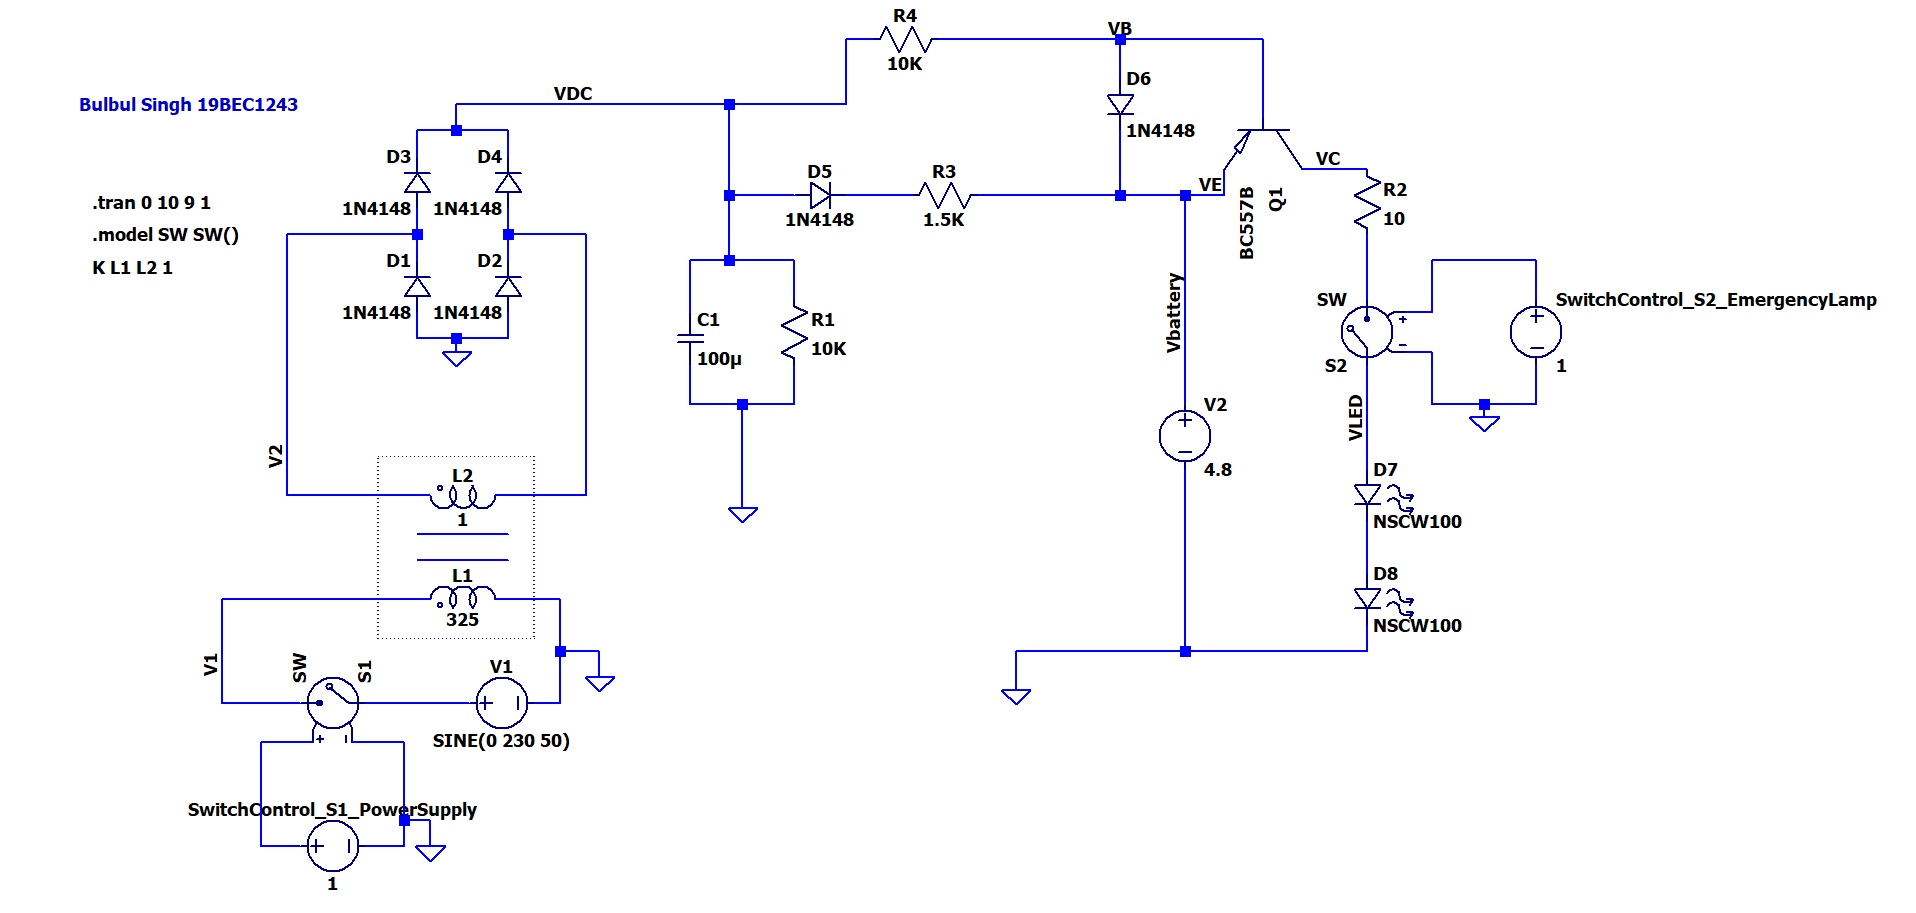 R4
10K
VB
VDC
Bulbul Singh 19BEC1243
D6
1N4148
D3
D4
1N4148
1N4148
D5
1N4148
R3
1.5K
VE
BC557B
Q1
VC
R2
10
.tran 0 10 9 1
.model SW SW()
K L1 L2 1
D1
D2
1N4148
1N4148
C1
100µ
R1
10K
Vbattery
SW
S2
+
−
SwitchControl_S2_EmergencyLamp
+
−
1
V2
+
−
4.8
VLED
V2
L2
1
D7
NSCW100
L1
325
D8
NSCW100
V1
SW
S1
+
−
V1
+
−
SINE(0 230 50)
SwitchControl_S1_PowerSupply
+
−
1